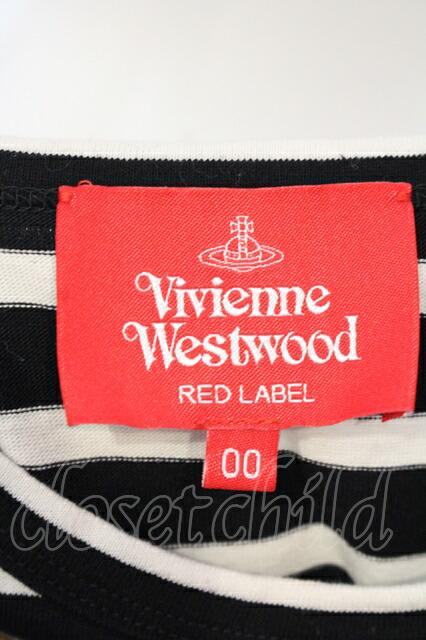 Vivienne
Westwood
RED LABEL
00
closetchild